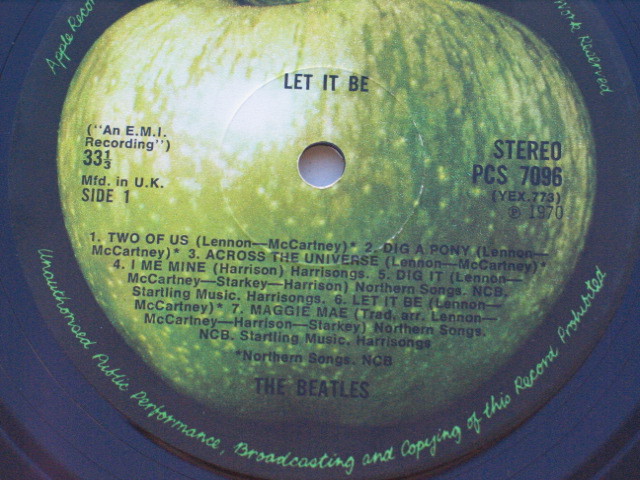 Apple Recor
Work Reserved
LET IT BE
("An E.M.I.
Recording")
33⅓
Mfd. in U.K.
SIDE 1
STEREO
PCS 7096
(YEX.773)
℗ 1970
1. TWO OF US (Lennon—McCartney)* 2. DIG A PONY (Lennon—
McCartney)* 3. ACROSS THE UNIVERSE (Lennon—McCartney)*
4. I ME MINE (Harrison) Harrisongs. 5. DIG IT (Lennon—
McCartney—Starkey—Harrison) Northern Songs. NCB.
Startling Music. Harrisongs. 6. LET IT BE (Lennon—
McCartney)* 7. MAGGIE MAE (Trad. arr. Lennon—
McCartney—Harrison—Starkey) Northern Songs.
NCB. Startling Music. Harrisongs
*Northern Songs. NCB
THE BEATLES
Unauthorised Public Performance, Broadcasting and Copying of this Record Prohibited